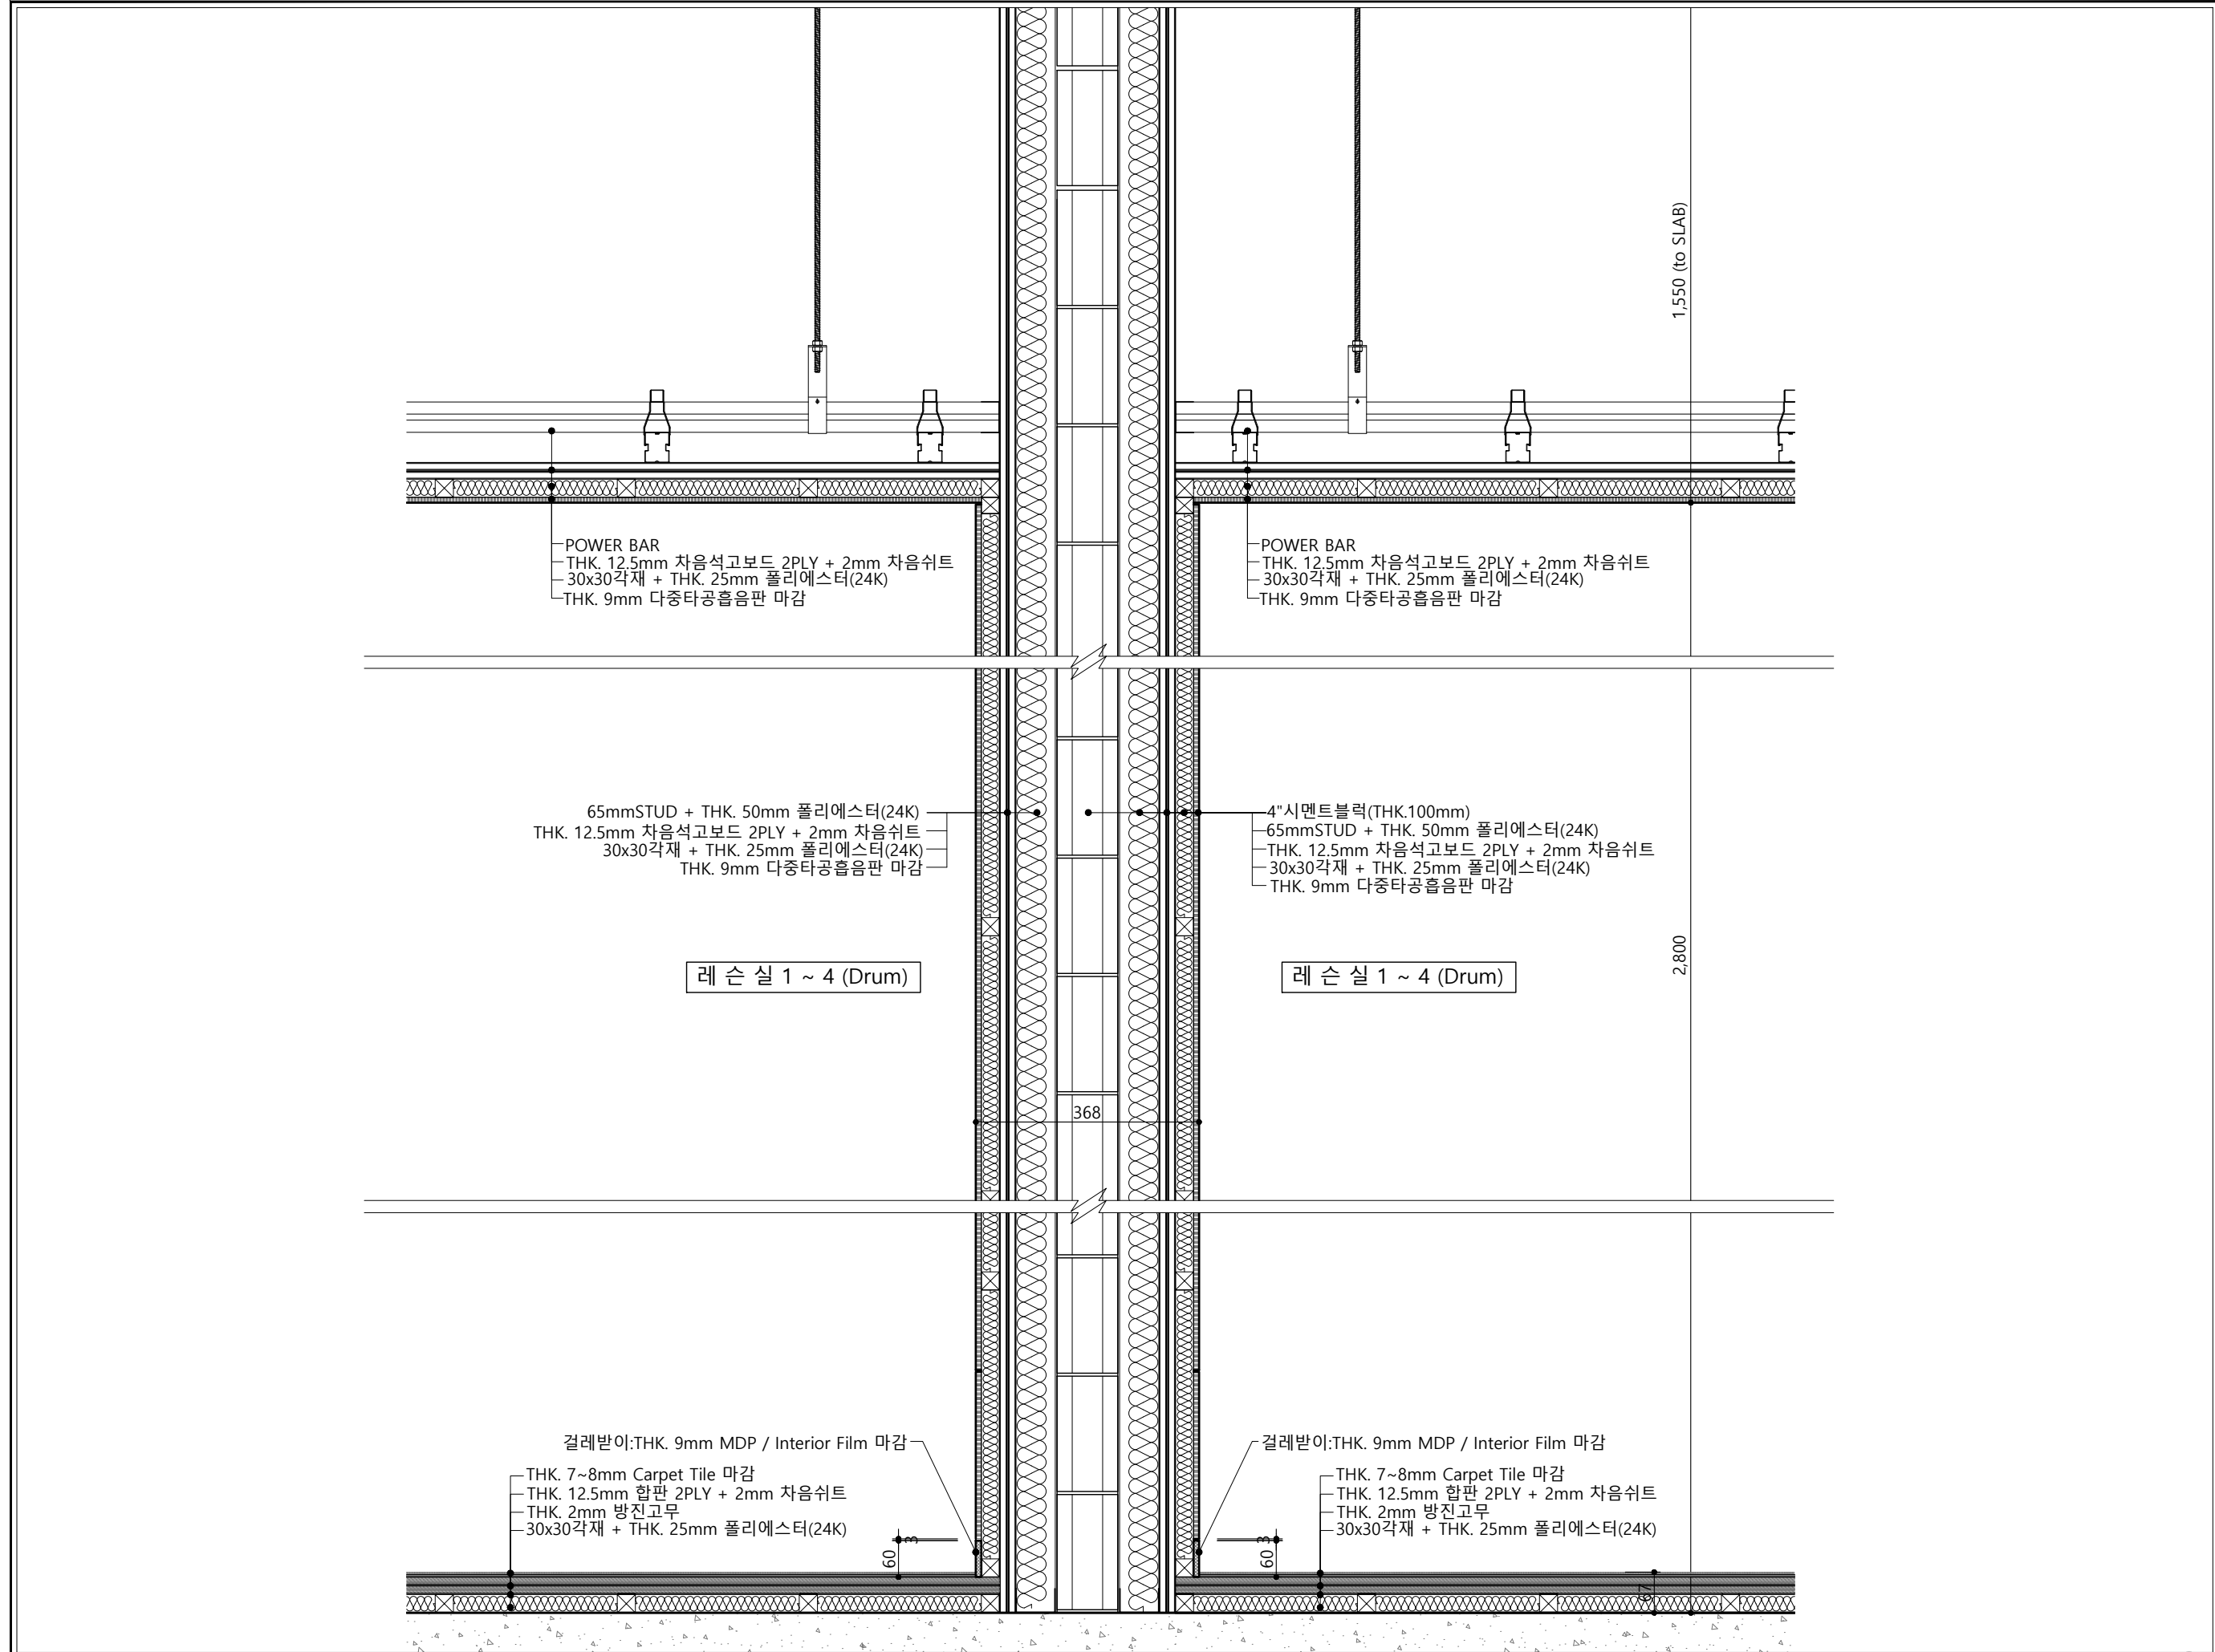 1,550 (to SLAB)
POWER BAR
THK. 12.5mm 차음석고보드 2PLY + 2mm 차음쉬트
30x30각재 + THK. 25mm 폴리에스터(24K)
THK. 9mm 다중타공흡음판 마감
POWER BAR
THK. 12.5mm 차음석고보드 2PLY + 2mm 차음쉬트
30x30각재 + THK. 25mm 폴리에스터(24K)
THK. 9mm 다중타공흡음판 마감
65mmSTUD + THK. 50mm 폴리에스터(24K)
THK. 12.5mm 차음석고보드 2PLY + 2mm 차음쉬트
30x30각재 + THK. 25mm 폴리에스터(24K)
THK. 9mm 다중타공흡음판 마감
4"시멘트블럭(THK.100mm)
65mmSTUD + THK. 50mm 폴리에스터(24K)
THK. 12.5mm 차음석고보드 2PLY + 2mm 차음쉬트
30x30각재 + THK. 25mm 폴리에스터(24K)
THK. 9mm 다중타공흡음판 마감
레 슨 실 1 ~ 4 (Drum)
레 슨 실 1 ~ 4 (Drum)
2,800
368
걸레받이:THK. 9mm MDP / Interior Film 마감
THK. 7~8mm Carpet Tile 마감
THK. 12.5mm 합판 2PLY + 2mm 차음쉬트
THK. 2mm 방진고무
30x30각재 + THK. 25mm 폴리에스터(24K)
60
3
걸레받이:THK. 9mm MDP / Interior Film 마감
THK. 7~8mm Carpet Tile 마감
THK. 12.5mm 합판 2PLY + 2mm 차음쉬트
THK. 2mm 방진고무
30x30각재 + THK. 25mm 폴리에스터(24K)
60
3
67